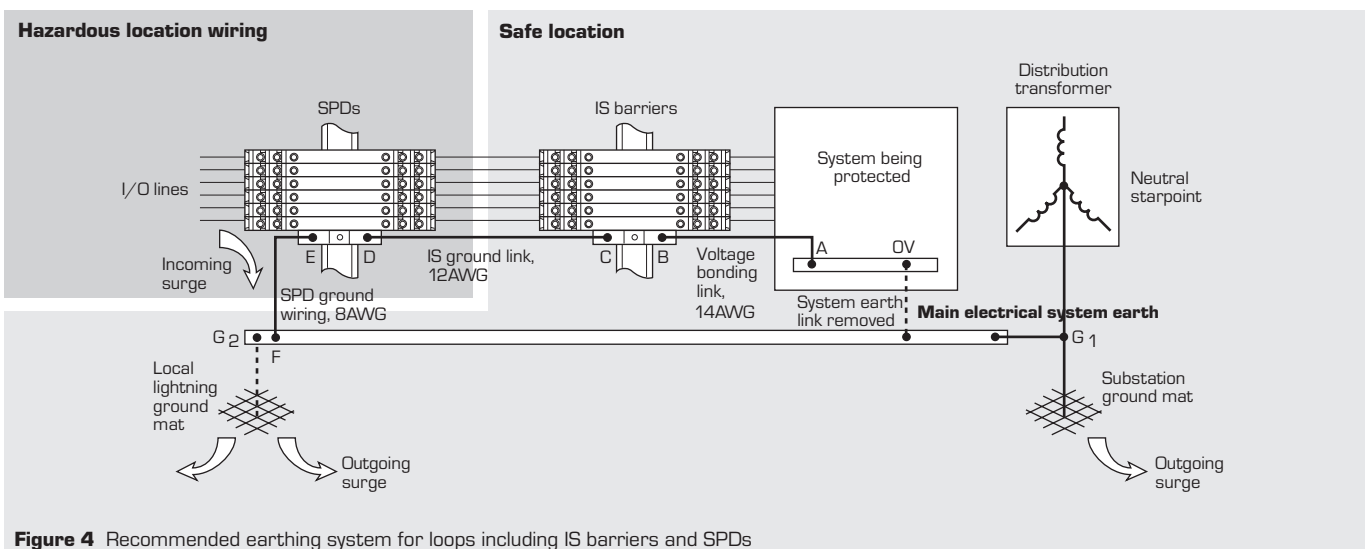 Hazardous location wiring
Safe location
Distribution
transformer
SPDs
IS barriers
System being
protected
Neutral
starpoint
I/O lines
A
0V
E
D
C
B
Incoming
surge
IS ground link,
12AWG
Voltage
bonding
link,
14AWG
SPD ground
wiring, 8AWG
System earth
link removed
Main electrical system earth
G2
F
G1
Local
lightning
ground
mat
Substation
ground mat
Outgoing
surge
Outgoing
surge
Figure 4 Recommended earthing system for loops including IS barriers and SPDs